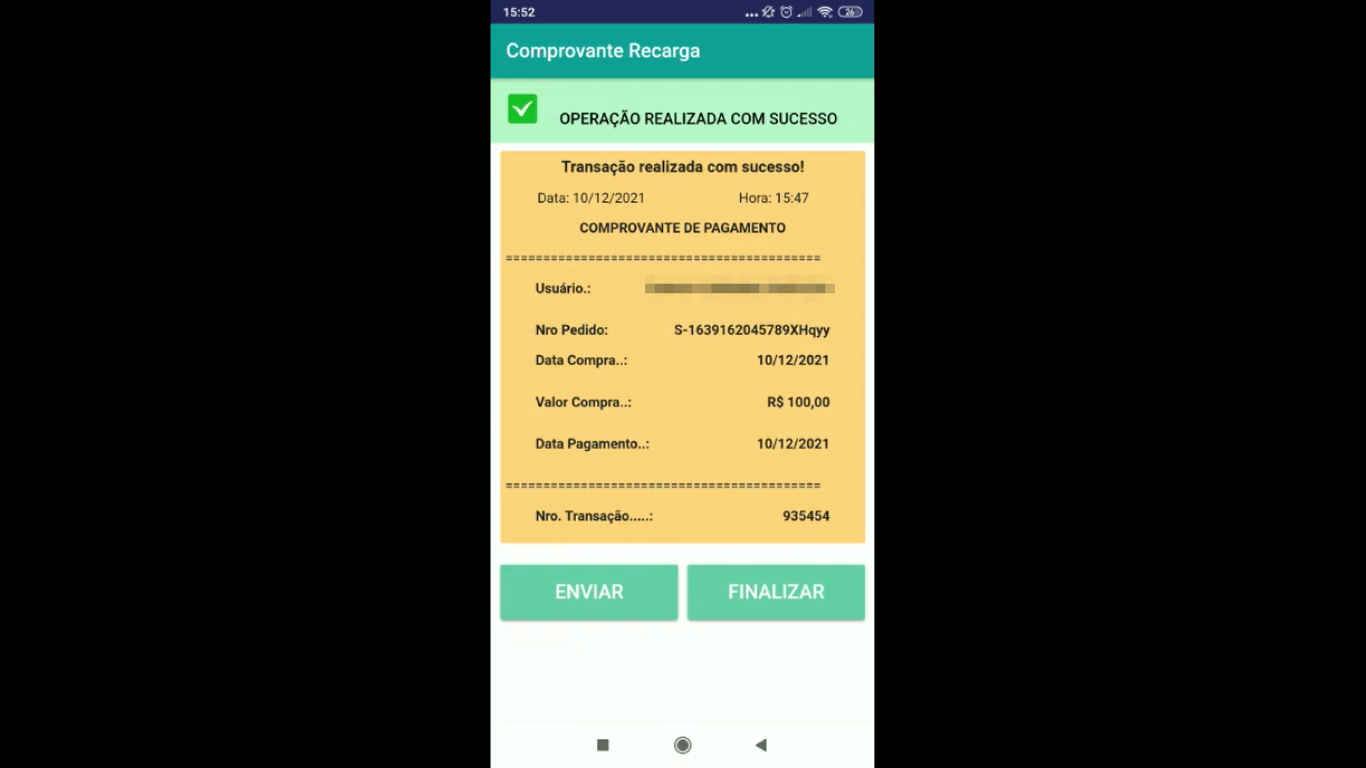 15:52
26
Comprovante Recarga
OPERAÇÃO REALIZADA COM SUCESSO
Transação realizada com sucesso!
Data: 10/12/2021 Hora: 15:47
COMPROVANTE DE PAGAMENTO
==========================================
Usuário.:
Nro Pedido: S-1639162045789XHqyy
Data Compra..: 10/12/2021
Valor Compra..: R$ 100,00
Data Pagamento..: 10/12/2021
==========================================
Nro. Transação.....: 935454
ENVIAR FINALIZAR